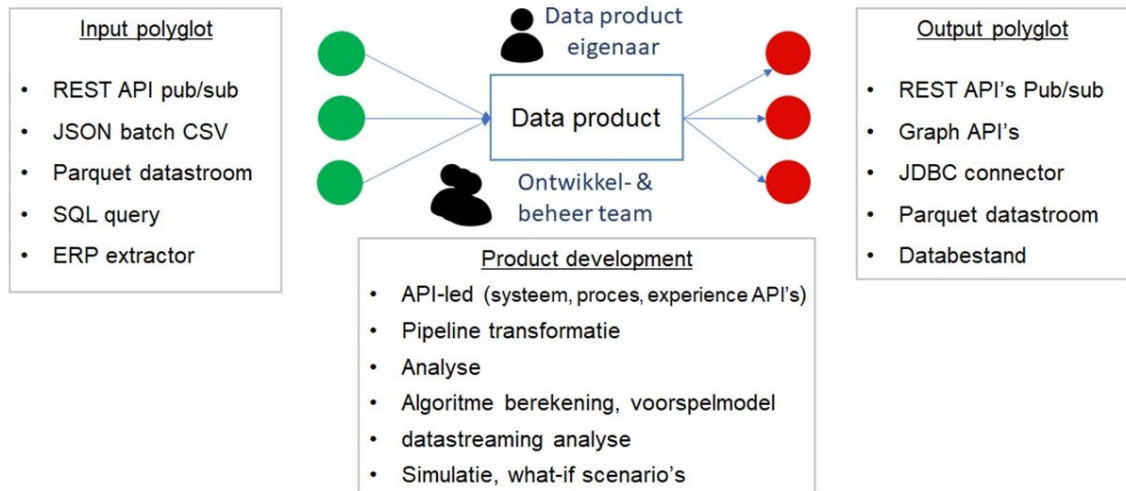 Input polyglot
• REST API pub/sub
• JSON batch CSV
• Parquet datastroom
• SQL query
• ERP extractor
Data product
eigenaar
Data product
Ontwikkel- &
beheer team
Output polyglot
• REST API's Pub/sub
• Graph API's
• JDBC connector
• Parquet datastroom
• Databestand
Product development
• API-led (systeem, proces, experience API's)
• Pipeline transformatie
• Analyse
• Algoritme berekening, voorspelmodel
• datastreaming analyse
• Simulatie, what-if scenario's